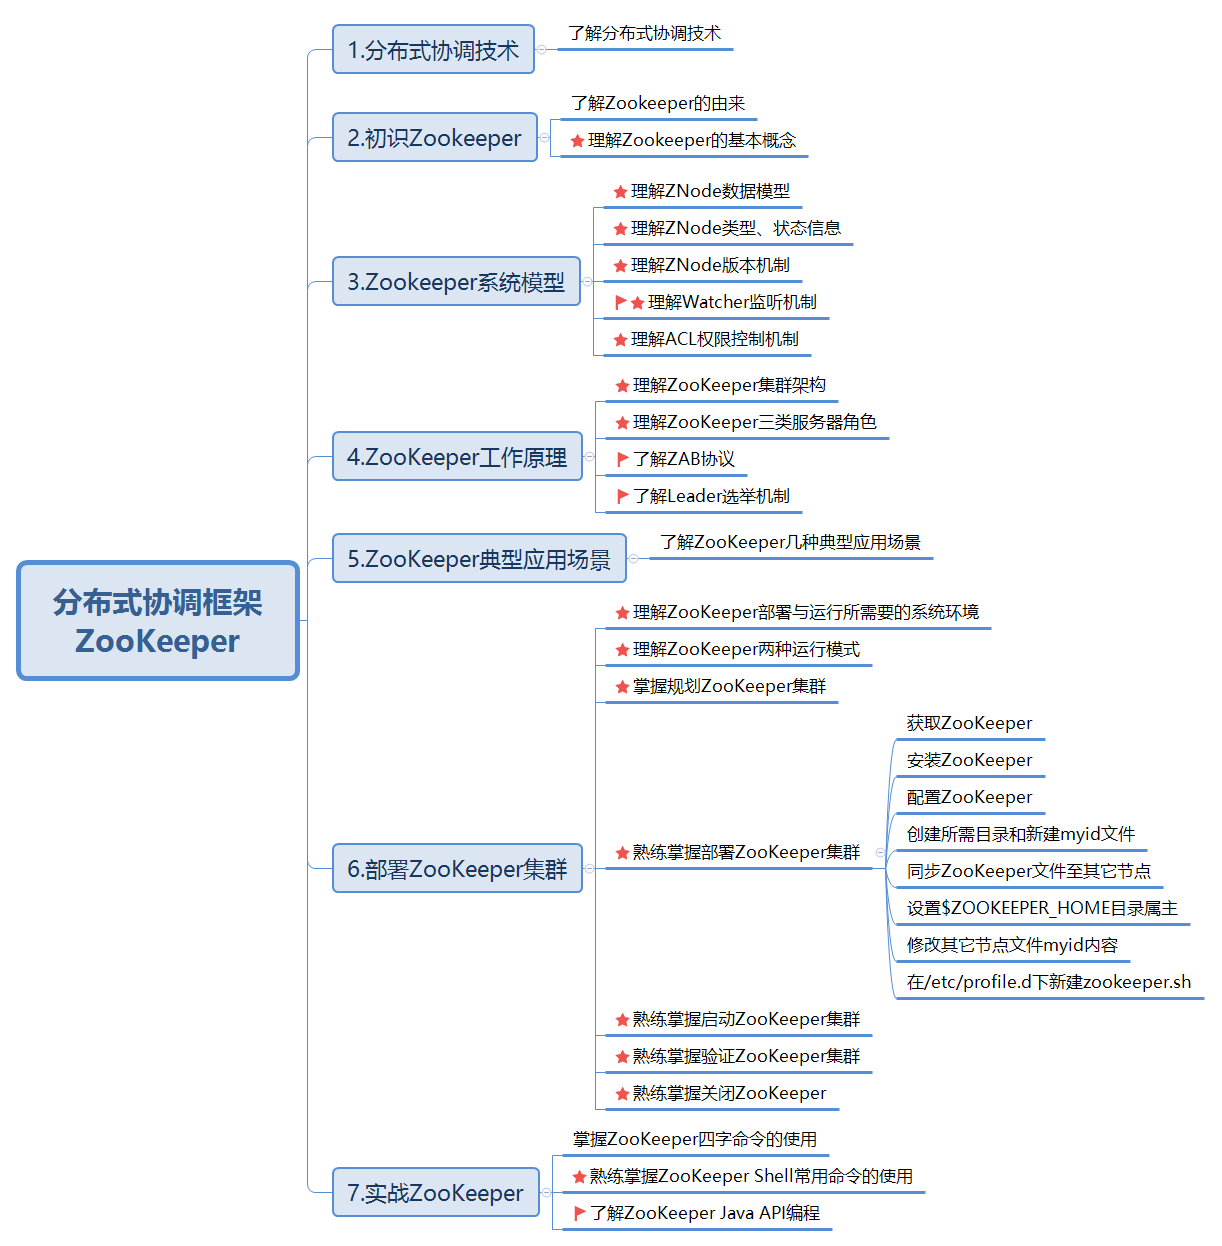 分布式协调框架
ZooKeeper
1.分布式协调技术
了解分布式协调技术
2.初识Zookeeper
了解Zookeeper的由来
理解Zookeeper的基本概念
3.Zookeeper系统模型
理解ZNode数据模型
理解ZNode类型、状态信息
理解ZNode版本机制
理解Watcher监听机制
理解ACL权限控制机制
4.ZooKeeper工作原理
理解ZooKeeper集群架构
理解ZooKeeper三类服务器角色
了解ZAB协议
了解Leader选举机制
5.ZooKeeper典型应用场景
了解ZooKeeper几种典型应用场景
6.部署ZooKeeper集群
理解ZooKeeper部署与运行所需要的系统环境
理解ZooKeeper两种运行模式
掌握规划ZooKeeper集群
熟练掌握部署ZooKeeper集群
获取ZooKeeper
安装ZooKeeper
配置ZooKeeper
创建所需目录和新建myid文件
同步ZooKeeper文件至其它节点
设置$ZOOKEEPER_HOME目录属主
修改其它节点文件myid内容
在/etc/profile.d下新建zookeeper.sh
熟练掌握启动ZooKeeper集群
熟练掌握验证ZooKeeper集群
熟练掌握关闭ZooKeeper
7.实战ZooKeeper
掌握ZooKeeper四字命令的使用
熟练掌握ZooKeeper Shell常用命令的使用
了解ZooKeeper Java API编程